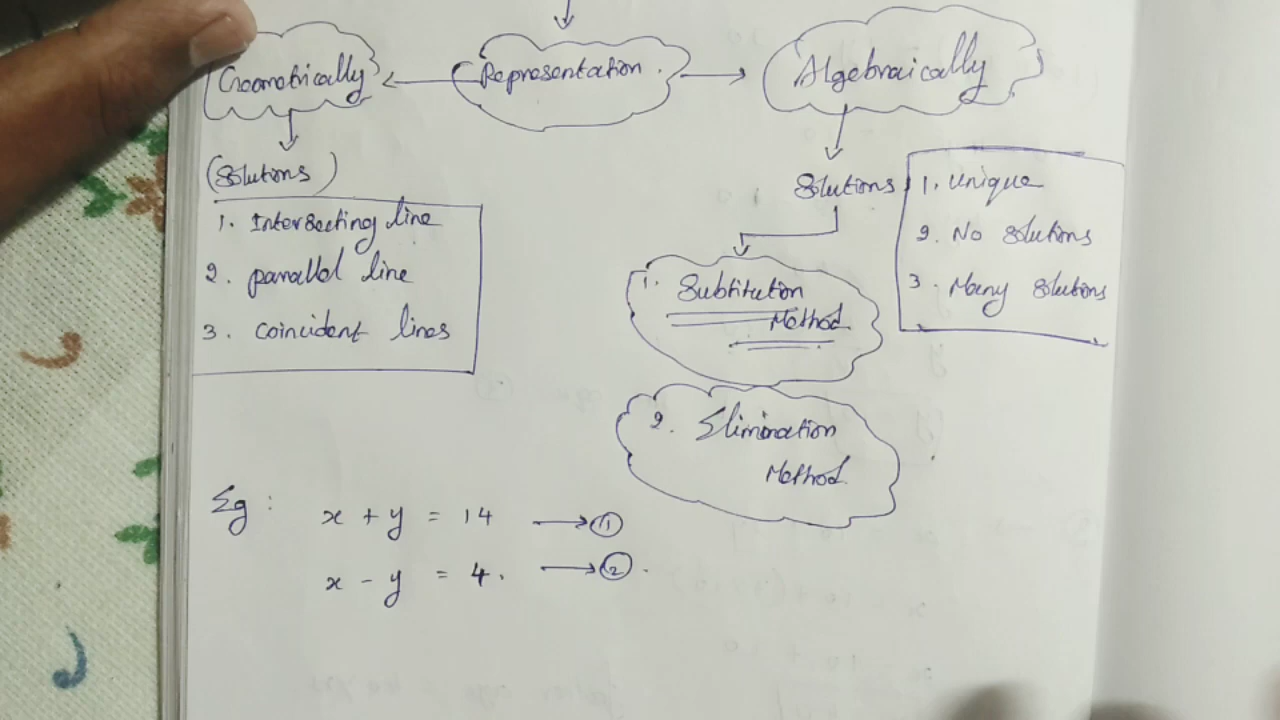 Geometrically
Representation.
Algebraically
(Solutions)
1. Intersecting line
2. parallel line
3. coincident lines
Solutions
1. Unique
2. No Solutions
3. Many Solutions
1. Subtitution
Method
2. Elimination
Method
Eg :
x + y = 14 → 1
x - y = 4. → 2.